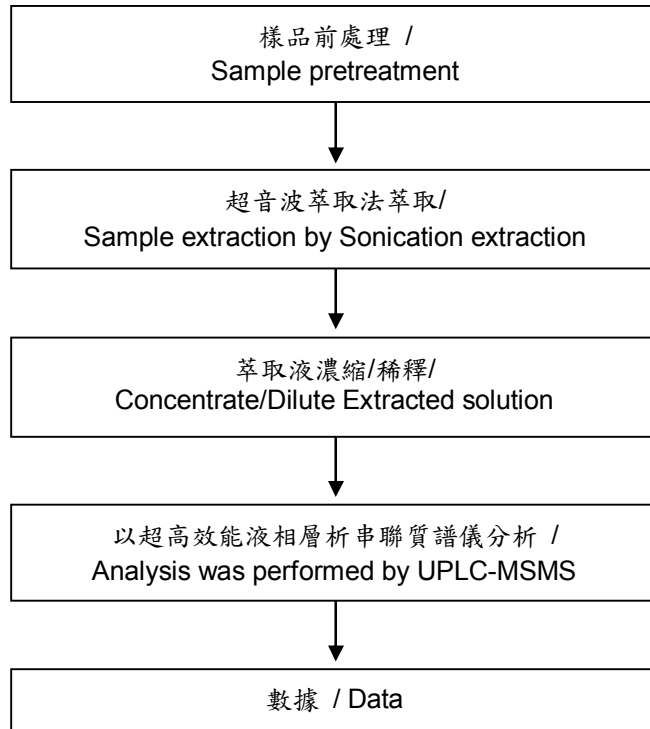 樣品前處理 /
Sample pretreatment
超音波萃取法萃取/
Sample extraction by Sonication extraction
萃取液濃縮/稀釋/
Concentrate/Dilute Extracted solution
以超高效能液相層析串聯質譜儀分析 /
Analysis was performed by UPLC-MSMS
數據 / Data